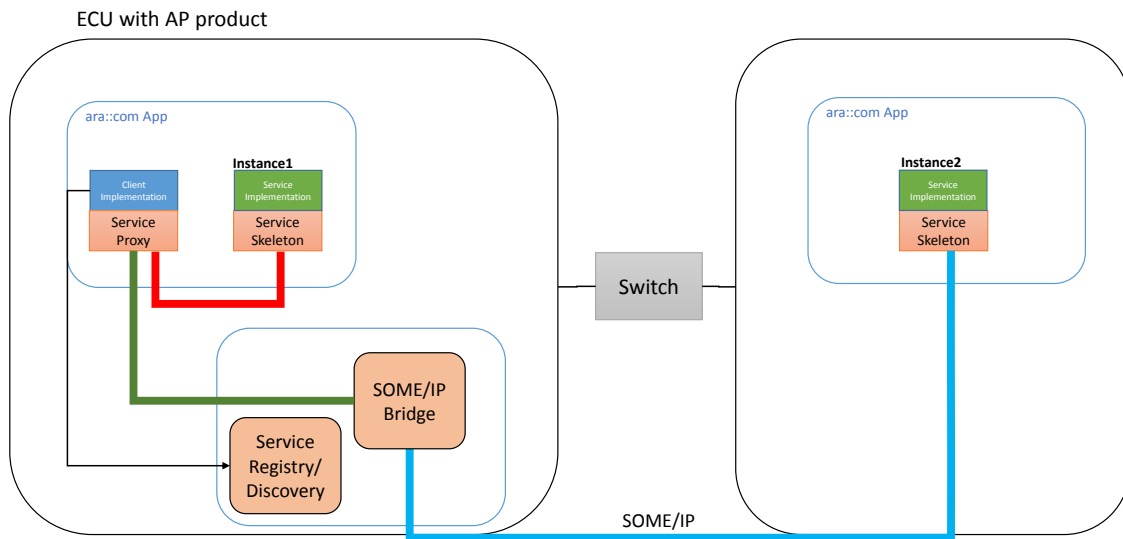 ECU with AP product
ara::com App
Client
Implementation
Service
Proxy
Instance1
Service
Implementation
Service
Skeleton
SOME/IP
Bridge
Service
Registry/
Discovery
Switch
SOME/IP
ara::com App
Instance2
Service
Implementation
Service
Skeleton